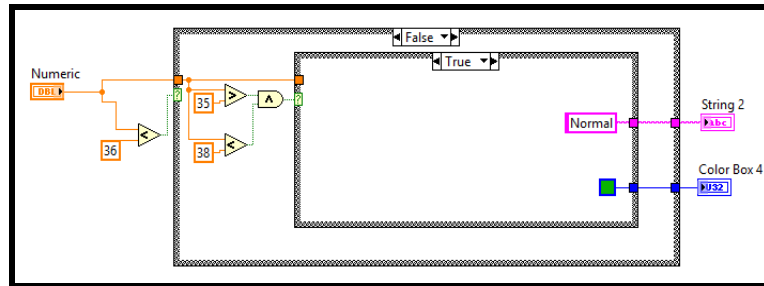 False
True
Numeric
DBL
?
35
>
∧
?
36
<
38
<
Normal
String 2
Abc
Color Box 4
U32